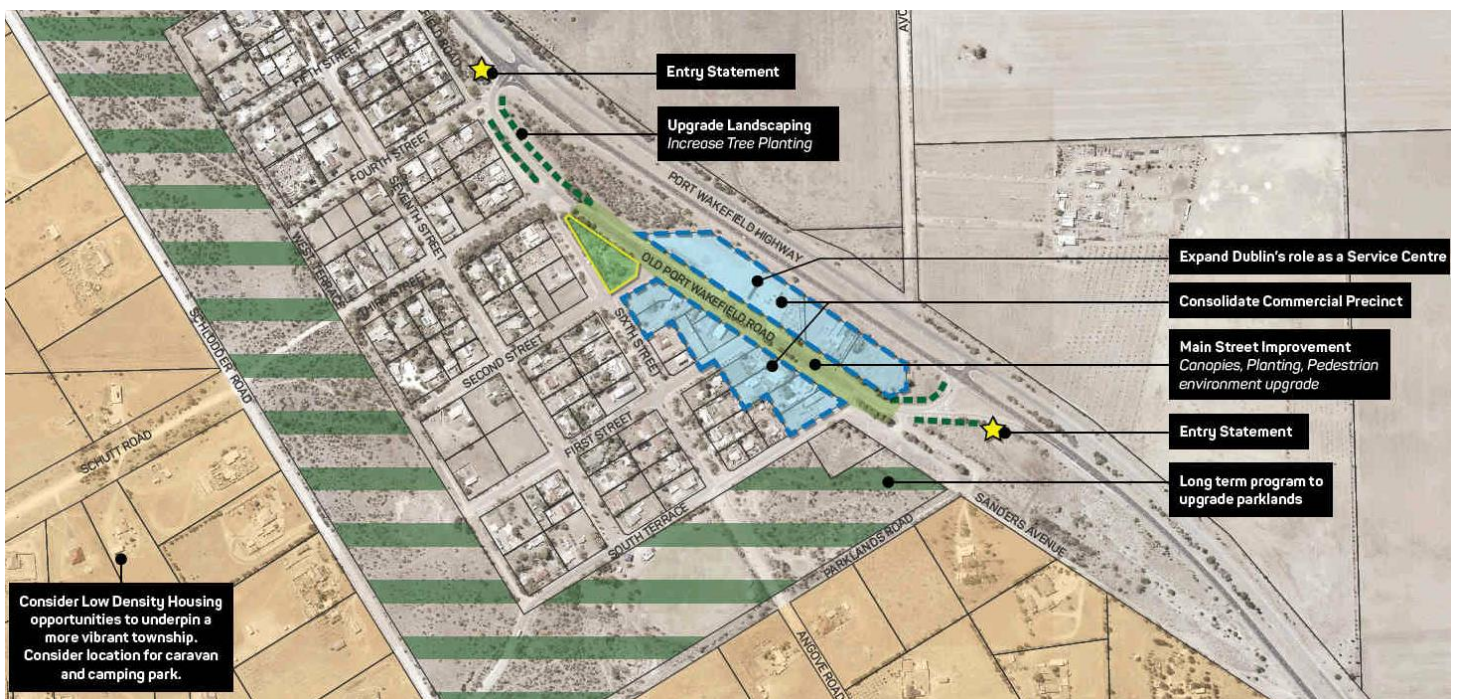 FIFTH STREET
Entry Statement
Upgrade Landscaping
Increase Tree Planting
FOURTH STREET
SEVENTH STREET
PORT WAKEFIELD HIGHWAY
WEST TERRACE
OLD PORT WAKEFIELD ROAD
Expand Dublin's role as a Service Centre
Consolidate Commercial Precinct
THIRD STREET
SIXTH STREET
SECOND STREET
SCHLODDER ROAD
Main Street Improvement
Canopies, Planting, Pedestrian
environment upgrade
FIRST STREET
SCHUTT ROAD
Entry Statement
Long term program to
upgrade parklands
SOUTH TERRACE
SANDERS AVENUE
PARKLANDS ROAD
ANGOVE ROAD
Consider Low Density Housing
opportunities to underpin a
more vibrant township.
Consider location for caravan
and camping park.